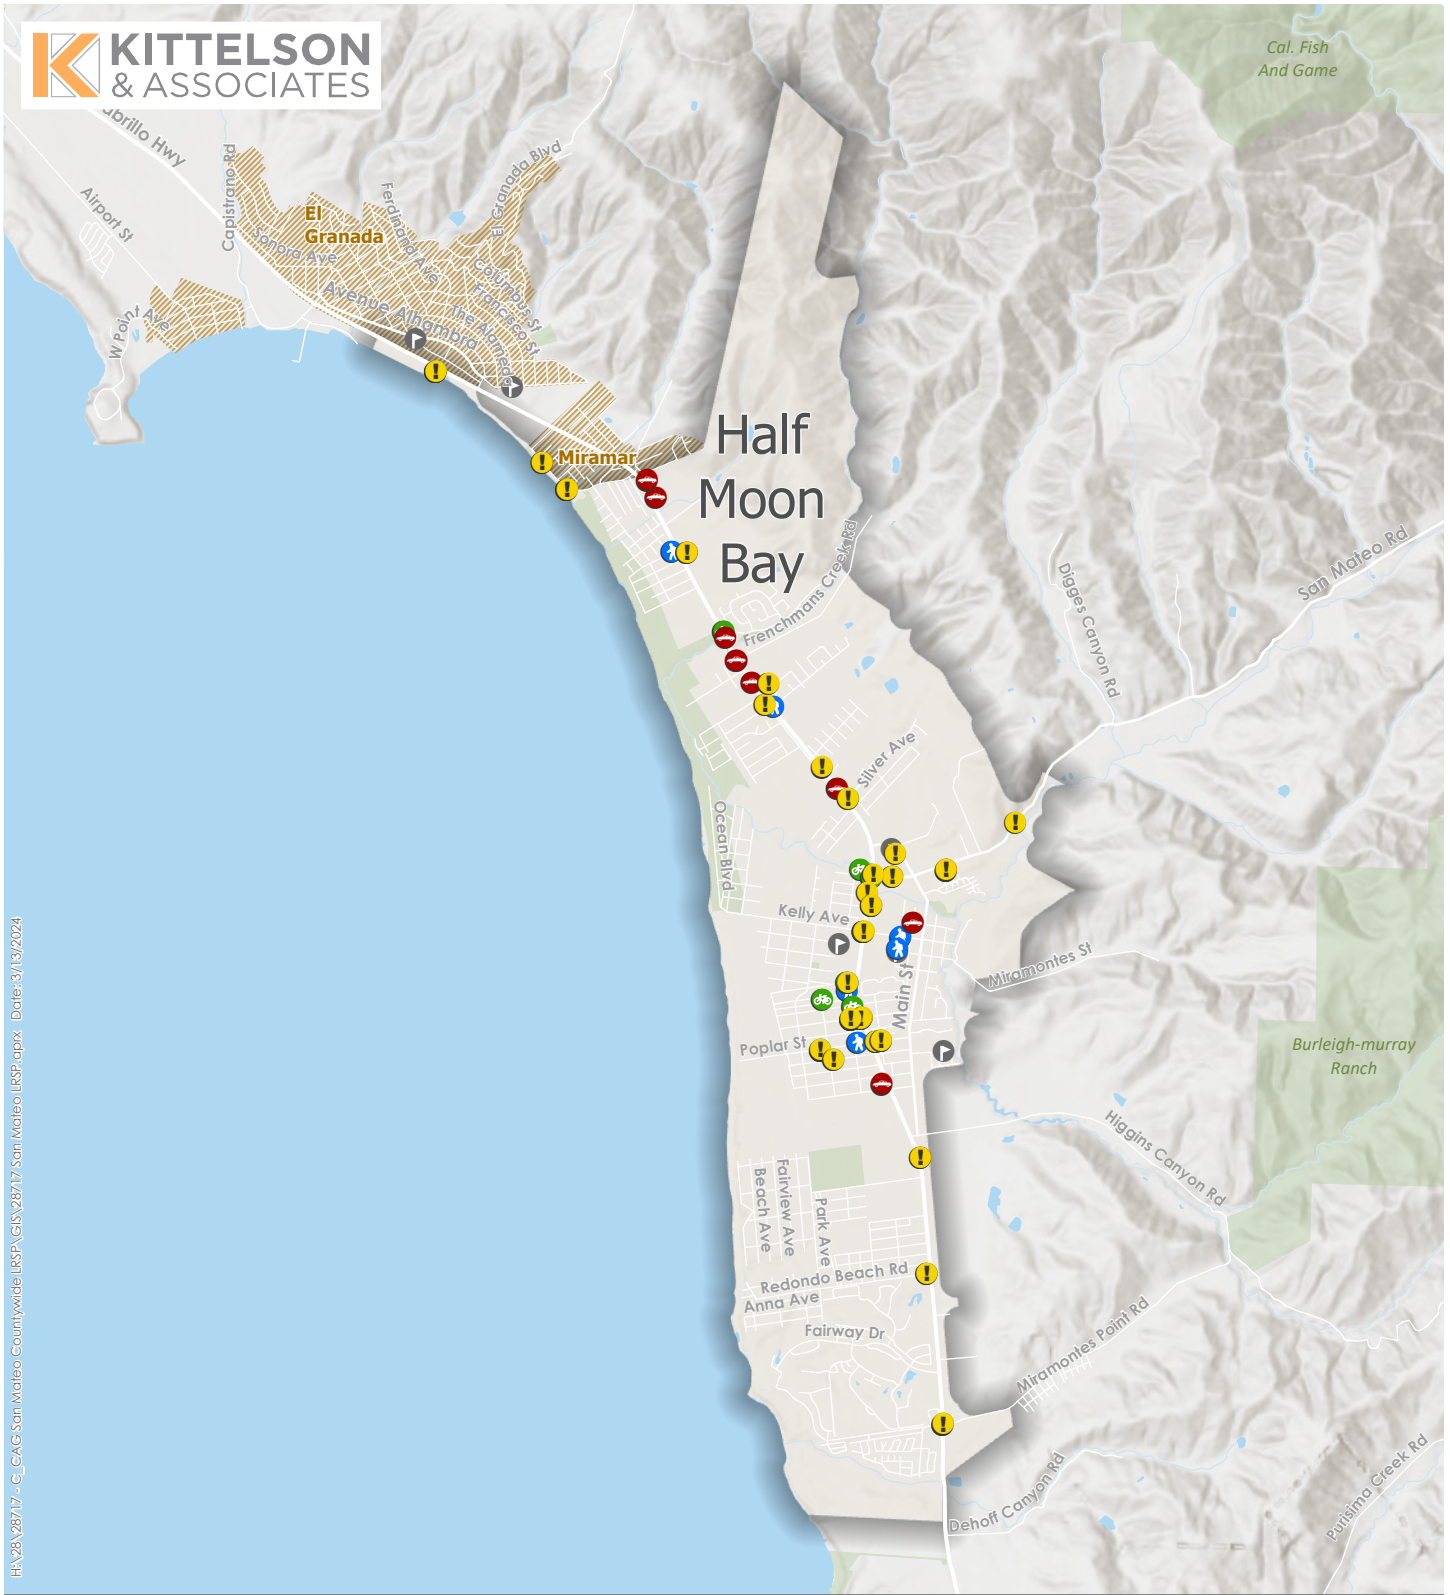 KITTELSON
& ASSOCIATES
Cal. Fish
And Game
brillo Hwy
Capistrano Rd
Airport St
El Granada Blvd
El
Granada
Ferdinand Ave
Sonora Ave
Columbus St
Francisco St
Avenue Alhambra
The Alameda
W Point Ave
Miramar
Half
Moon
Bay
Frenchmans Creek Rd
San Mateo Rd
Digges Canyon Rd
Silver Ave
Ocean Blvd
Kelly Ave
Main St
Miramontes St
Poplar St
Burleigh-murray
Ranch
Higgins Canyon Rd
Beach Ave
Fairview Ave
Park Ave
Redondo Beach Rd
Anna Ave
Fairway Dr
Miramontes Point Rd
Dehoff Canyon Rd
Purisima Creek Rd
H:\28\28717 - C_CAG San Mateo Countywide LRSP\GIS\28717 San Mateo LRSP.aprx Date: 3/13/2024